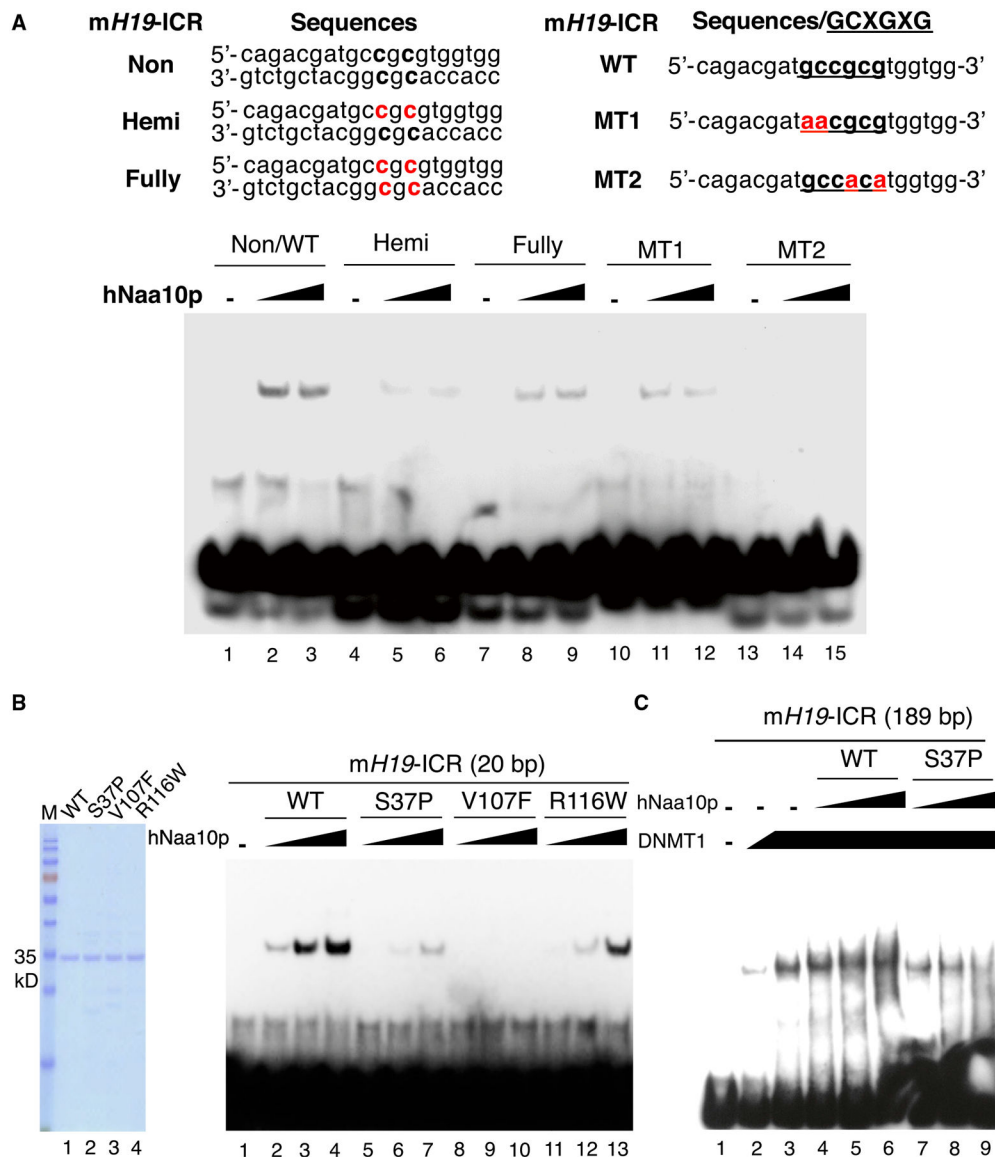 A
mH19-ICR Sequences
Non 5’-cagacgatgccgcgtggtgg
3’-gtctgctacggcgcaccacc
Hemi 5’-cagacgatgccgcgtggtgg
3’-gtctgctacggcgcaccacc
Fully 5’-cagacgatgccgcgtggtgg
3’-gtctgctacggcgcaccacc
mH19-ICR Sequences/GCXGXG
WT 5’-cagacgatgccgcgtggtgg-3’
MT1 5’-cagacgataacgcgtggtgg-3’
MT2 5’-cagacgatgccacatggtgg-3’
Non/WT Hemi Fully MT1 MT2
hNaa10p - - - - -
1 2 3 4 5 6 7 8 9 10 11 12 13 14 15
B
M WT S37P V107F R116W
35
kD
1 2 3 4
mH19-ICR (20 bp)
WT S37P V107F R116W
hNaa10p -
1 2 3 4 5 6 7 8 9 10 11 12 13
C
mH19-ICR (189 bp)
WT S37P
hNaa10p - - -
DNMT1 -
1 2 3 4 5 6 7 8 9